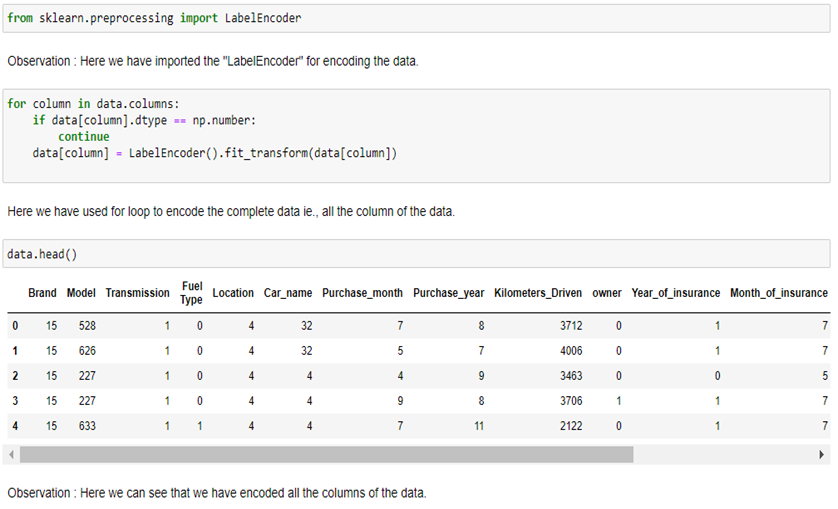 from sklearn.preprocessing import LabelEncoder
Observation : Here we have imported the "LabelEncoder" for encoding the data.
for column in data.columns:
    if data[column].dtype == np.number:
        continue
    data[column] = LabelEncoder().fit_transform(data[column])
Here we have used for loop to encode the complete data ie., all the column of the data.
data.head()
Brand Model Transmission Fuel Type Location Car_name Purchase_month Purchase_year Kilometers_Driven owner Year_of_insurance Month_of_insurance
0 15 528 1 0 4 32 7 8 3712 0 1 7
1 15 626 1 0 4 32 5 7 4006 0 1 7
2 15 227 1 0 4 4 4 9 3463 0 0 5
3 15 227 1 0 4 4 9 8 3706 1 1 7
4 15 633 1 1 4 4 7 11 2122 0 1 7
Observation : Here we can see that we have encoded all the columns of the data.